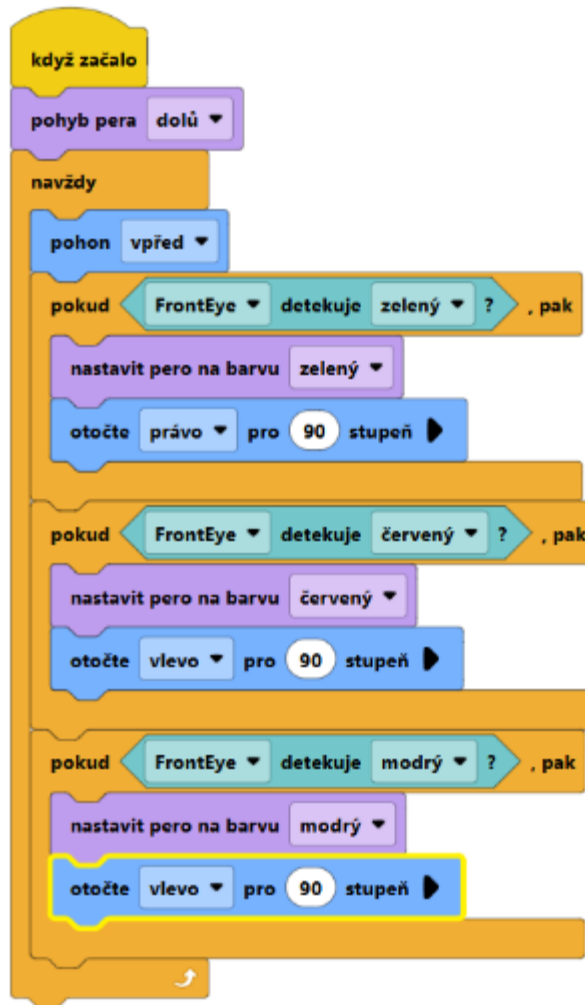 když začalo
pohyb pera dolů
navždy
pohon vpřed
pokud FrontEye detekuje zelený ? , pak
nastavit pero na barvu zelený
otočte právo pro 90 stupeň
pokud FrontEye detekuje červený ? , pak
nastavit pero na barvu červený
otočte vlevo pro 90 stupeň
pokud FrontEye detekuje modrý ? , pak
nastavit pero na barvu modrý
otočte vlevo pro 90 stupeň